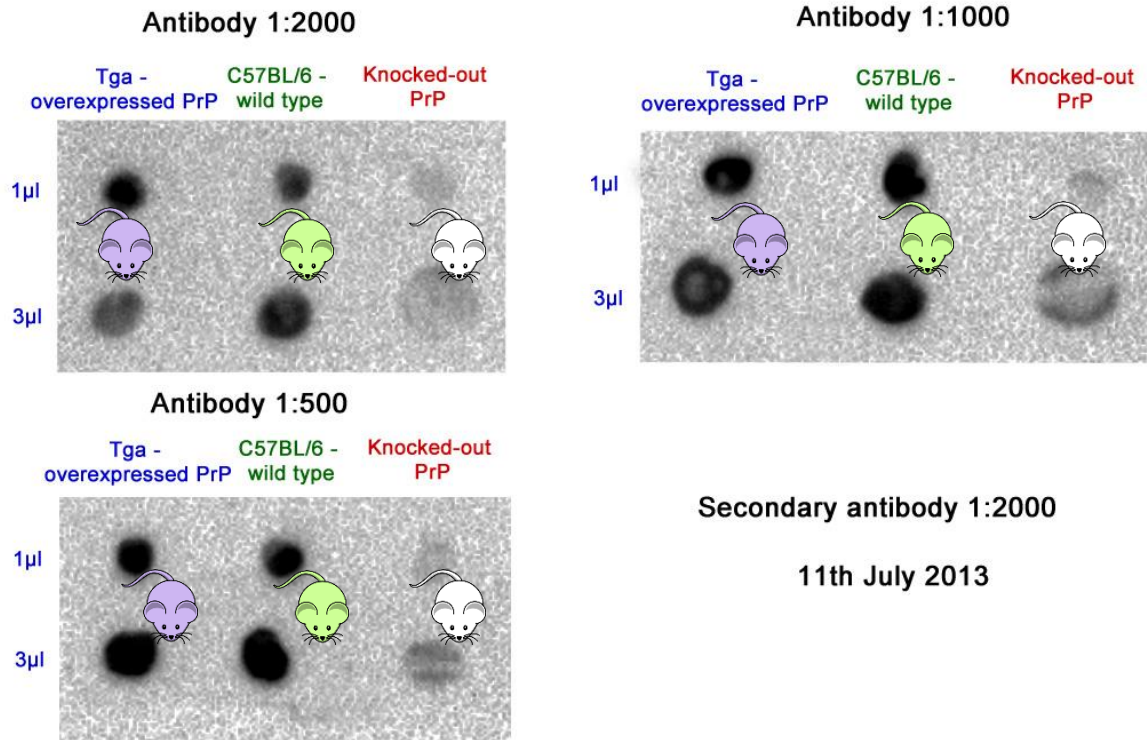 Antibody 1:2000
Tga -
overexpressed PrP
C57BL/6 -
wild type
Knocked-out
PrP
1µl
3µl
Antibody 1:1000
Tga -
overexpressed PrP
C57BL/6 -
wild type
Knocked-out
PrP
1µl
3µl
Antibody 1:500
Tga -
overexpressed PrP
C57BL/6 -
wild type
Knocked-out
PrP
1µl
3µl
Secondary antibody 1:2000
11th July 2013